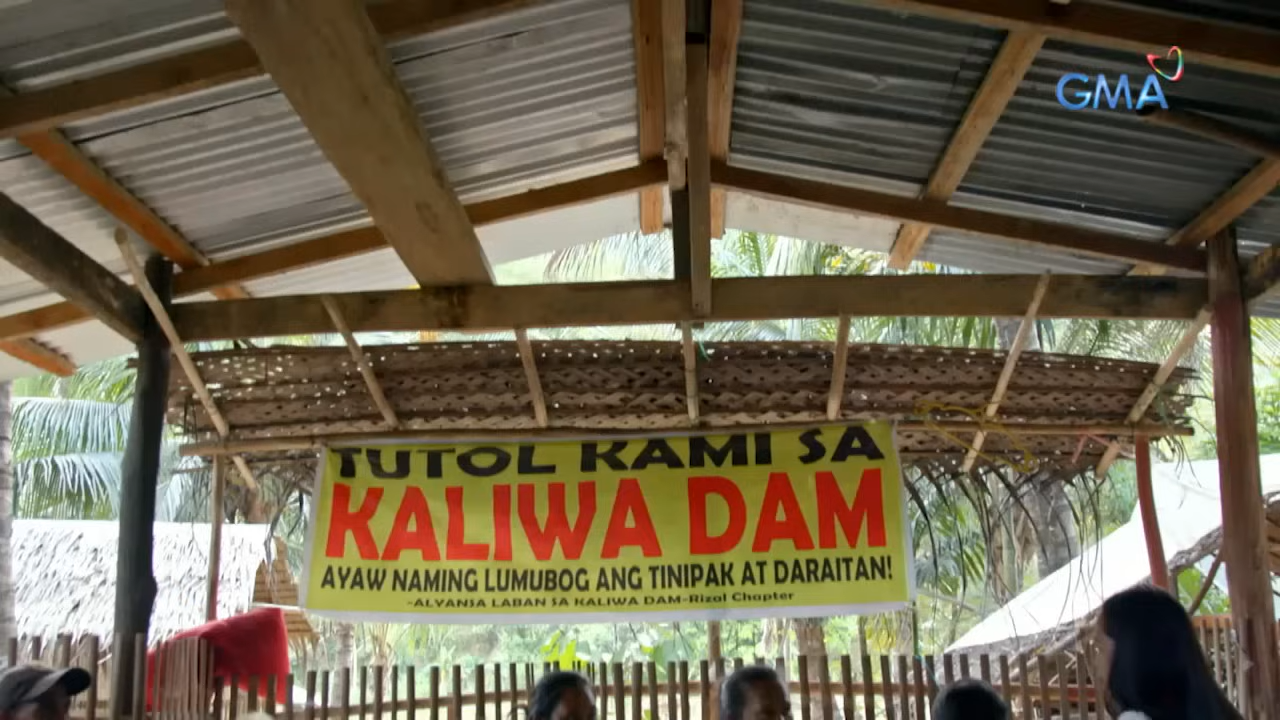 GMA
TUTOL KAMI SA
KALIWA DAM
AYAW NAMING LUMUBOG ANG TINIPAK AT DARAITAN!
-ALYANSA LABAN SA KALIWA DAM-Rizal Chapter